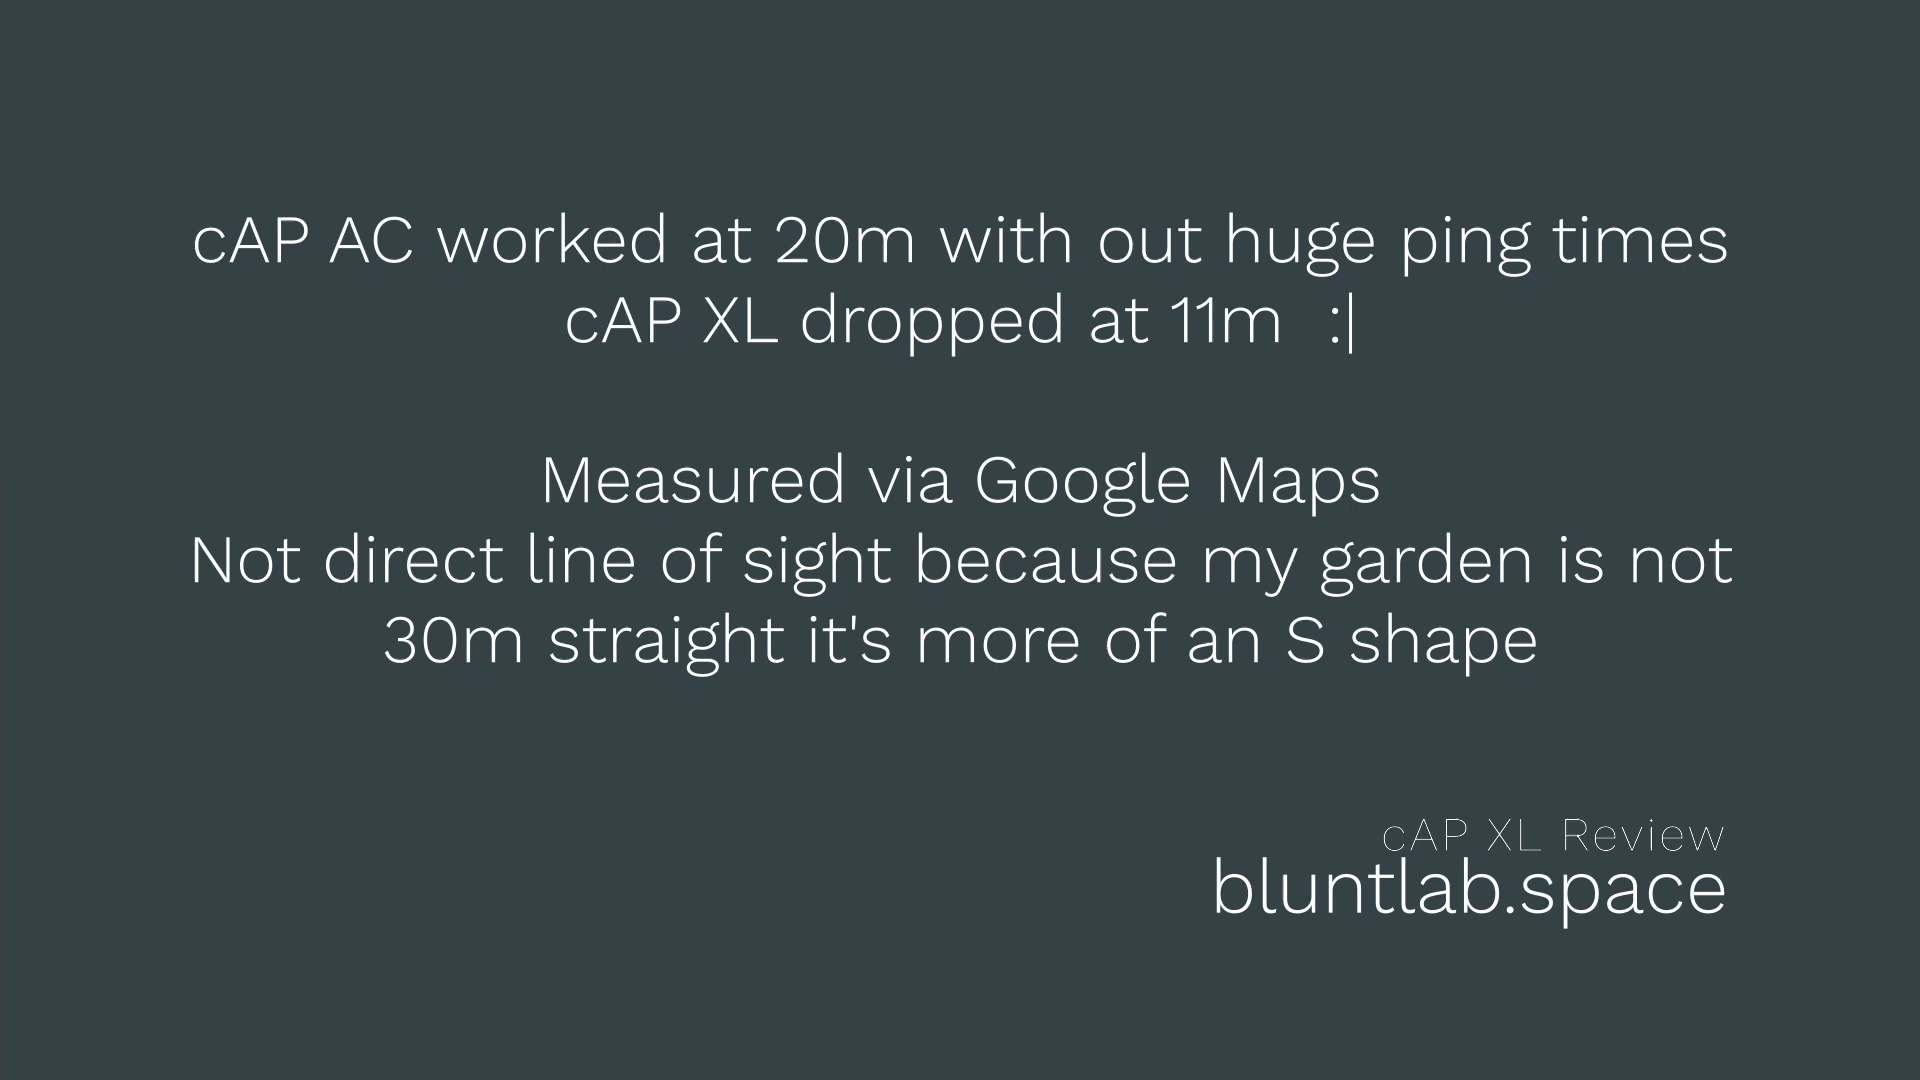 cAP AC worked at 20m with out huge ping times
cAP XL dropped at 11m  :|
Measured via Google Maps
Not direct line of sight because my garden is not
30m straight it's more of an S shape
cAP XL Review
bluntlab.space